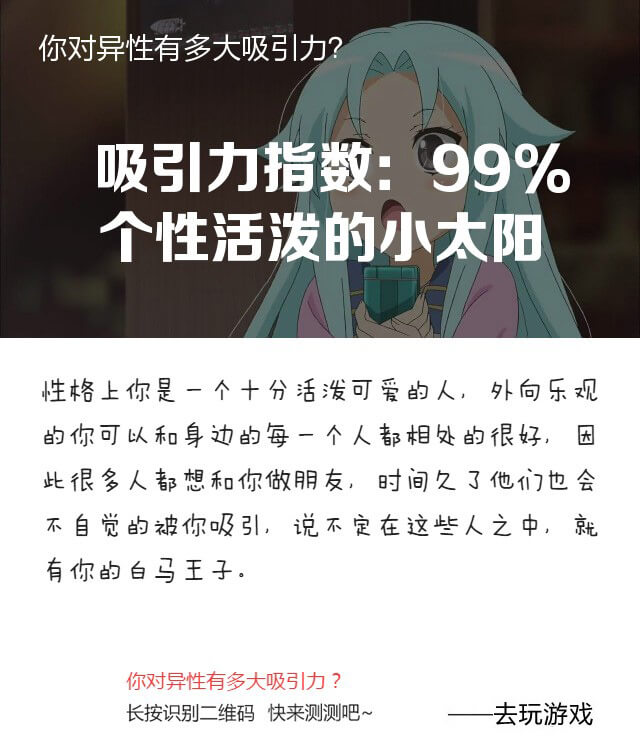 你对异性有多大吸引力?
吸引力指数：99%
个性活泼的小太阳
性格上你是一个十分活泼可爱的人，外向乐观
的你可以和身边的每一个人都相处的很好，因
此很多人都想和你做朋友，时间久了他们也会
不自觉的被你吸引，说不定在这些人之中，就
有你的白马王子。
你对异性有多大吸引力？
长按识别二维码 快来测测吧~
——去玩游戏